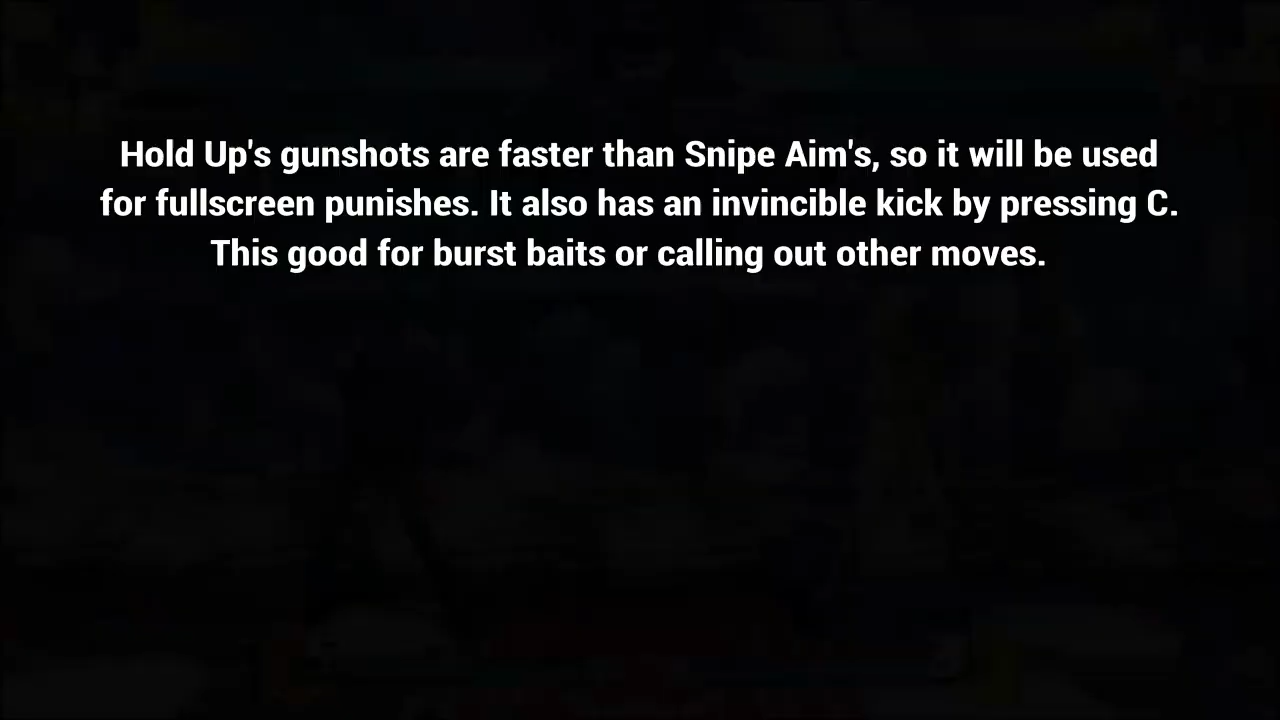 Hold Up's gunshots are faster than Snipe Aim's, so it will be used
for fullscreen punishes. It also has an invincible kick by pressing C.
This good for burst baits or calling out other moves.